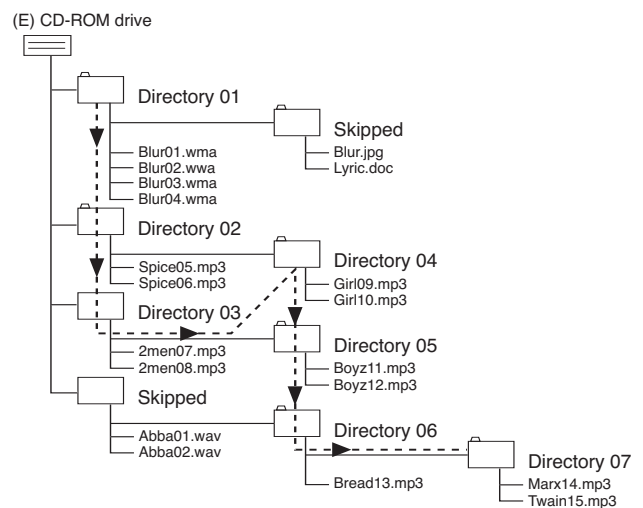 (E) CD-ROM drive
Directory 01
Skipped
Blur01.wma
Blur02.wwa
Blur03.wma
Blur04.wma
Blur.jpg
Lyric.doc
Directory 02
Spice05.mp3
Spice06.mp3
Directory 04
Girl09.mp3
Girl10.mp3
Directory 03
2men07.mp3
2men08.mp3
Directory 05
Boyz11.mp3
Boyz12.mp3
Skipped
Abba01.wav
Abba02.wav
Directory 06
Bread13.mp3
Directory 07
Marx14.mp3
Twain15.mp3